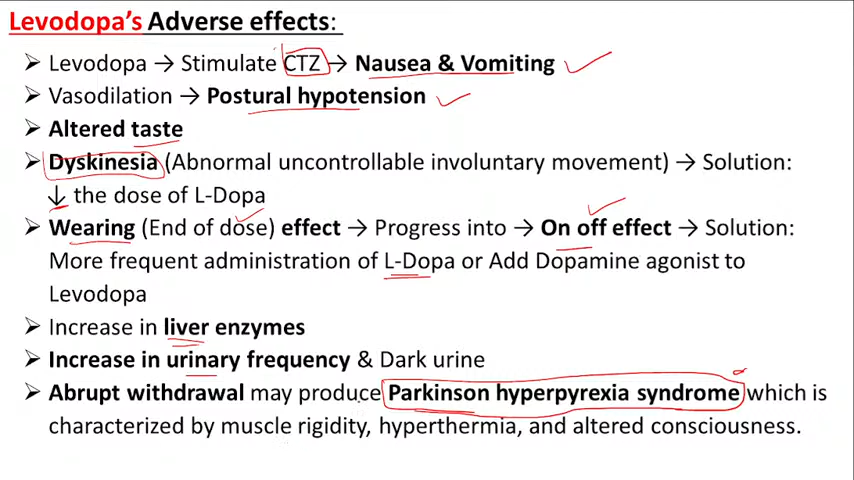 Levodopa's Adverse effects:
➢ Levodopa → Stimulate CTZ → Nausea & Vomiting
➢ Vasodilation → Postural hypotension
➢ Altered taste
➢ Dyskinesia (Abnormal uncontrollable involuntary movement) → Solution:
↓ the dose of L-Dopa
➢ Wearing (End of dose) effect → Progress into → On off effect → Solution:
More frequent administration of L-Dopa or Add Dopamine agonist to
Levodopa
➢ Increase in liver enzymes
➢ Increase in urinary frequency & Dark urine
➢ Abrupt withdrawal may produce Parkinson hyperpyrexia syndrome which is
characterized by muscle rigidity, hyperthermia, and altered consciousness.